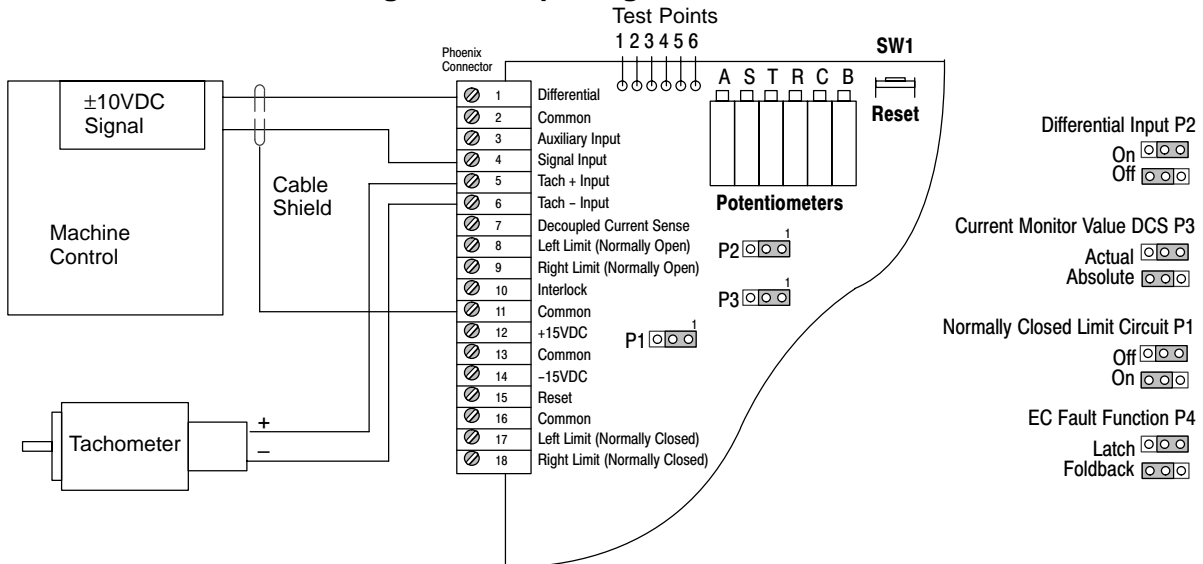 Test Points
1 2 3 4 5 6
SW1
Reset
A S T R C B
Potentiometers
Phoenix
Connector
±10VDC
Signal
Machine
Control
Cable
Shield
Tachometer
+
–
1 Differential
2 Common
3 Auxiliary Input
4 Signal Input
5 Tach + Input
6 Tach – Input
7 Decoupled Current Sense
8 Left Limit (Normally Open)
9 Right Limit (Normally Open)
10 Interlock
11 Common
12 +15VDC
13 Common
14 –15VDC
15 Reset
16 Common
17 Left Limit (Normally Closed)
18 Right Limit (Normally Closed)
P2 1
P3 1
P1 1
Differential Input P2
On
Off
Current Monitor Value DCS P3
Actual
Absolute
Normally Closed Limit Circuit P1
Off
On
EC Fault Function P4
Latch
Foldback